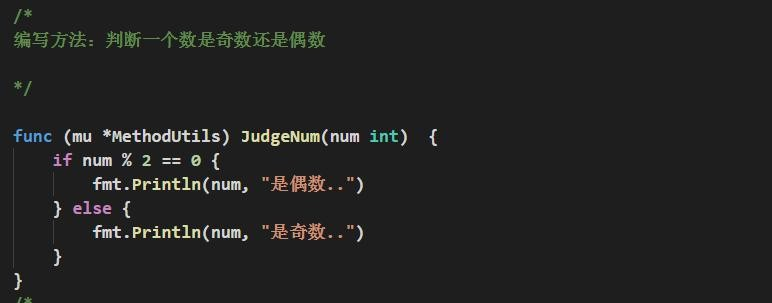 /*
编写方法：判断一个数是奇数还是偶数
*/
func (mu *MethodUtils) JudgeNum(num int)  {
    if num % 2 == 0 {
        fmt.Println(num, "是偶数..")
    } else {
        fmt.Println(num, "是奇数..")
    }
}
/*